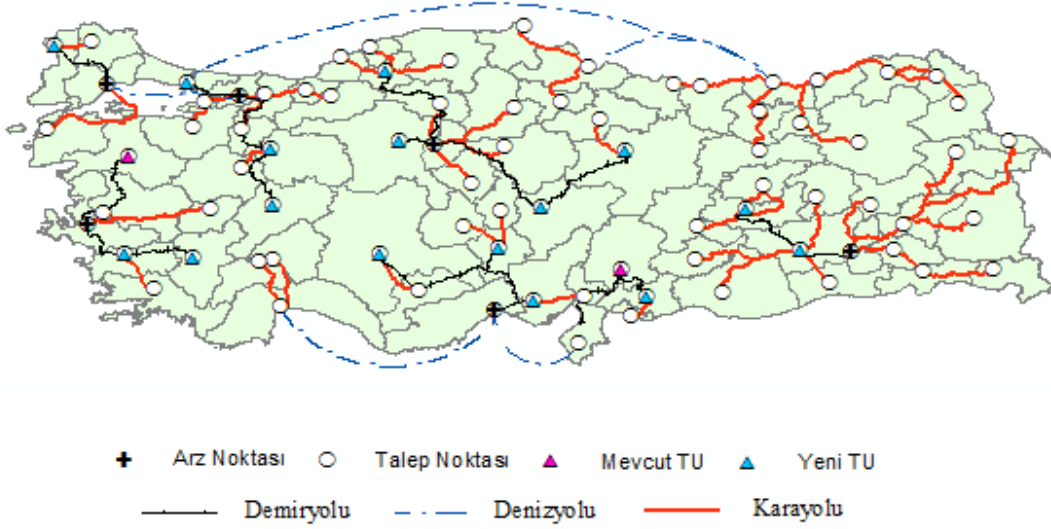 Arz Noktası Talep Noktası Mevcut TU Yeni TU
Demiryolu Denizyolu Karayolu